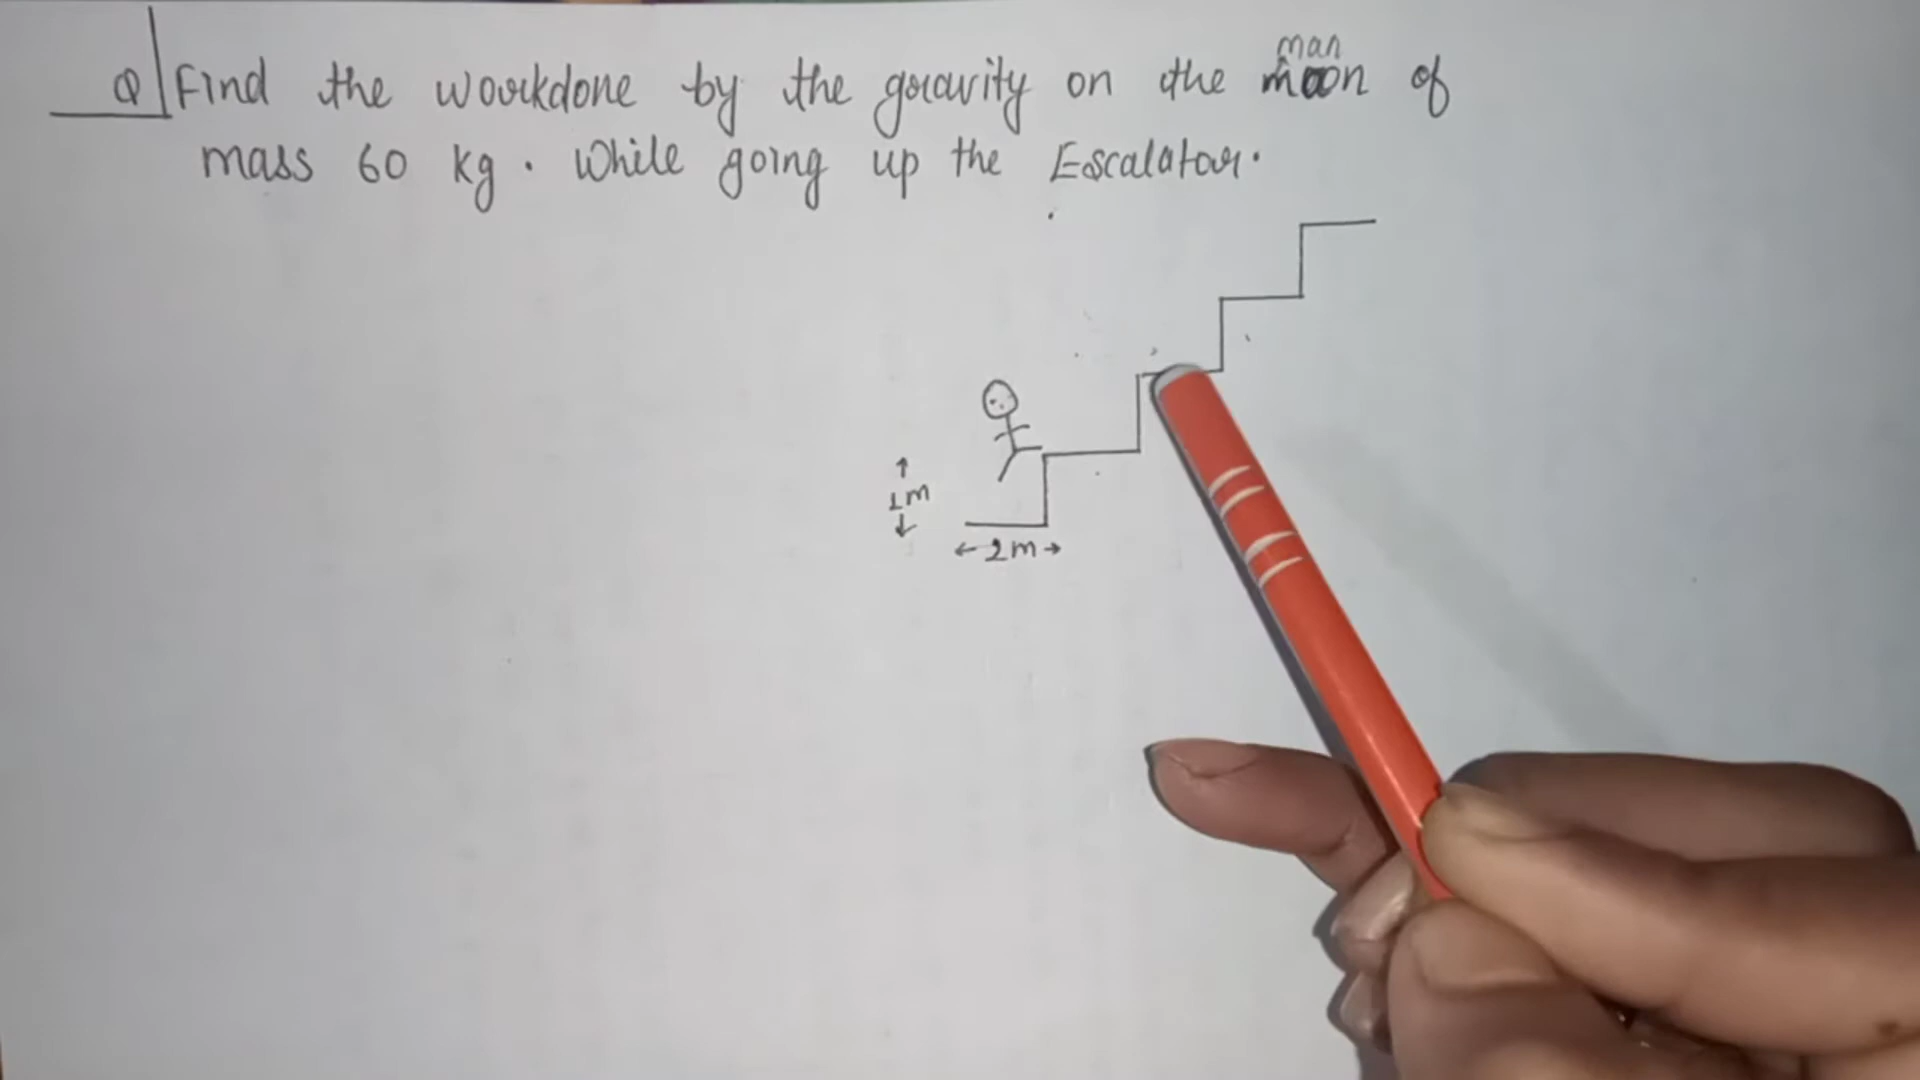 Q Find the workdone by the gravity on the man
moon of
mass 60 kg. While going up the Escalator.
1m
2m